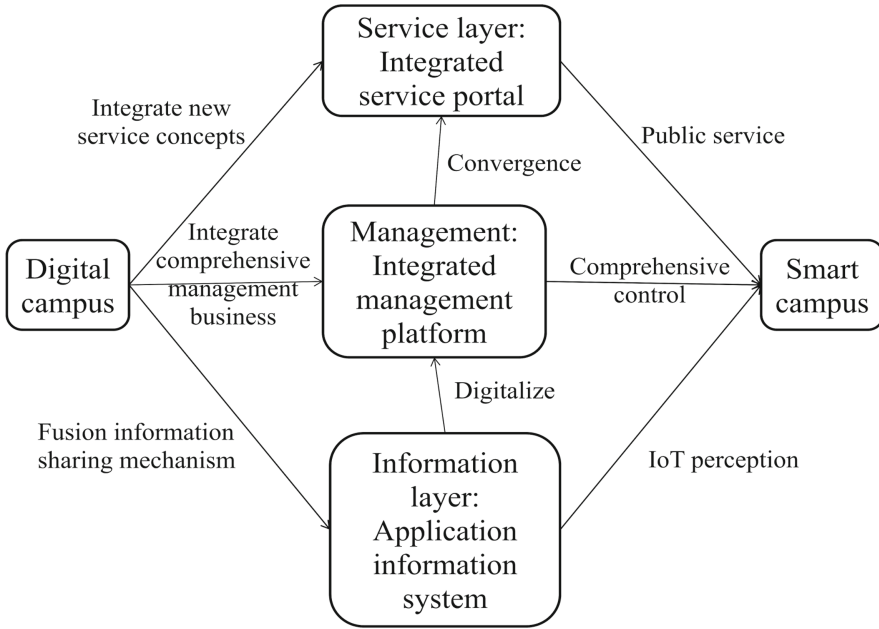 Service layer:
Integrated
service portal
Integrate new
service concepts
Public service
Convergence
Digital
campus
Integrate
comprehensive
management
business
Management:
Integrated
management
platform
Comprehensive
control
Smart
campus
Digitalize
Fusion information
sharing mechanism
IoT perception
Information
layer:
Application
information
system